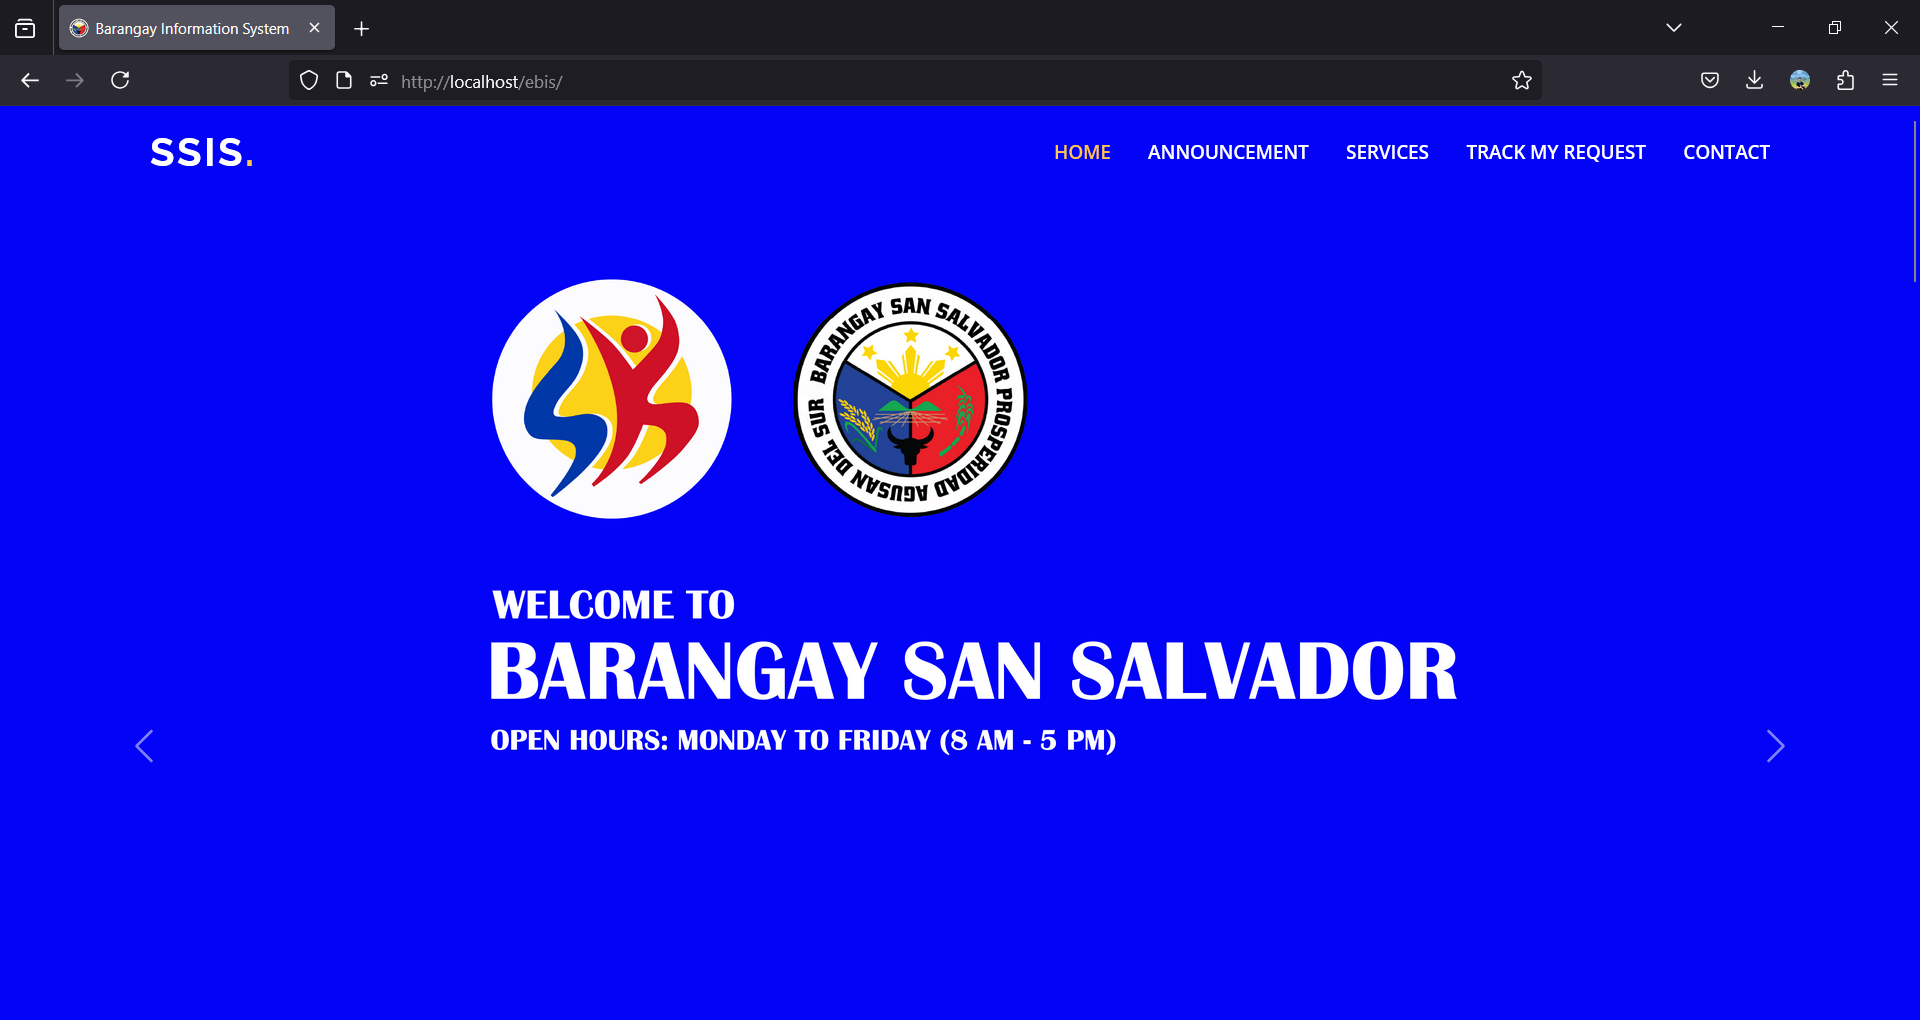 Barangay Information System
http://localhost/ebis/
SSIS.
HOME
ANNOUNCEMENT
SERVICES
TRACK MY REQUEST
CONTACT
BARANGAY SAN SALVADOR PROSPERIDAD AGUSAN DEL SUR
WELCOME TO
BARANGAY SAN SALVADOR
OPEN HOURS: MONDAY TO FRIDAY (8 AM - 5 PM)